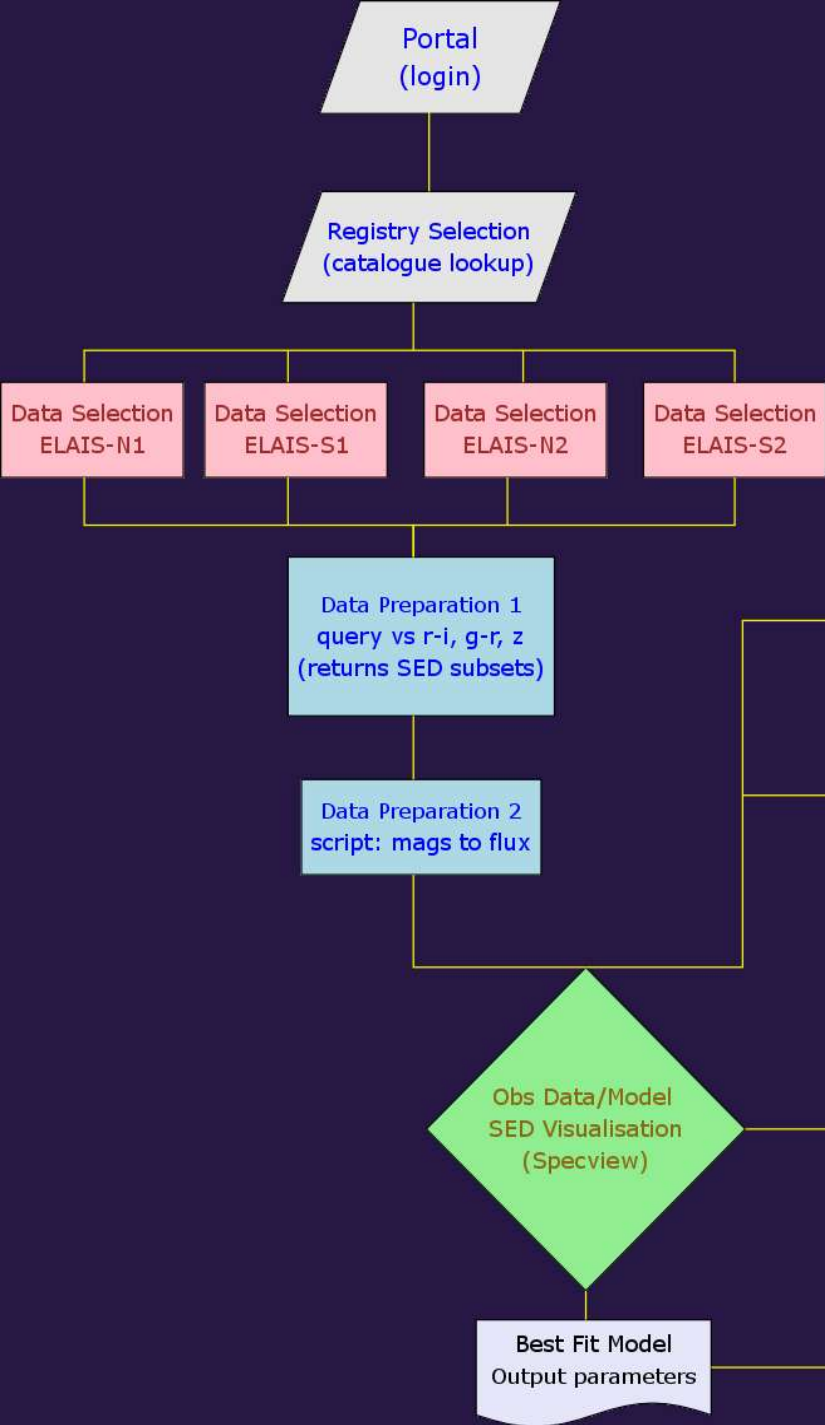 Portal
(login)
Registry Selection
(catalogue lookup)
Data Selection
ELAIS-N1
Data Selection
ELAIS-S1
Data Selection
ELAIS-N2
Data Selection
ELAIS-S2
Data Preparation 1
query vs r-i, g-r, z
(returns SED subsets)
Data Preparation 2
script: mags to flux
Obs Data/Model
SED Visualisation
(Specview)
Best Fit Model
Output parameters